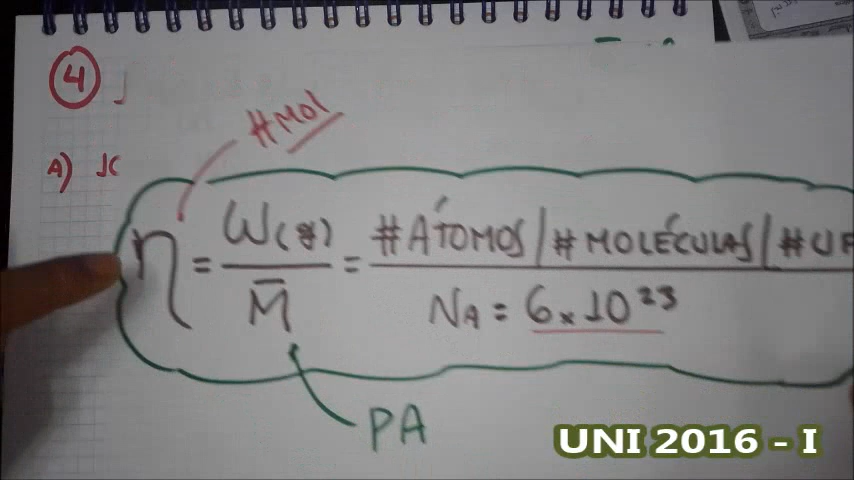 4
#MOL
A)
η = W(g) / M̄ = #ÁTOMOS / #MOLÉCULAS / #UF
NA = 6x10²³
PA
UNI 2016 - I